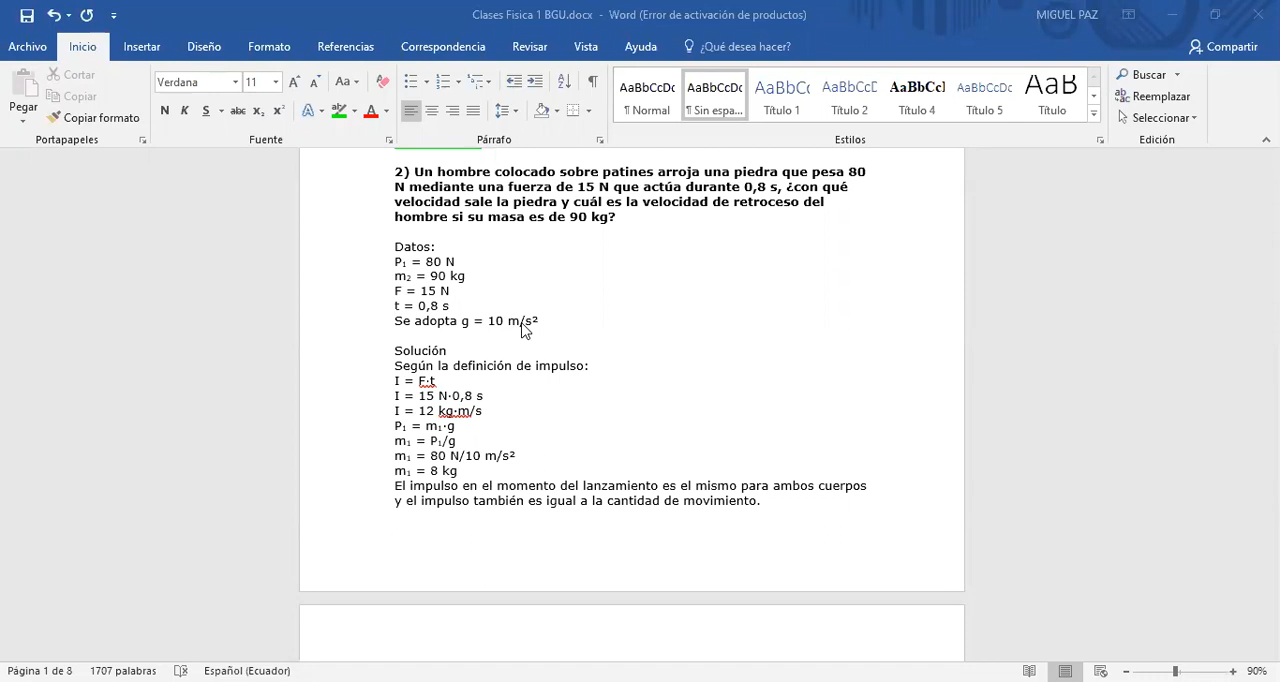 Clases Fisica 1 BGU.docx - Word (Error de activación de productos)
MIGUEL PAZ
Archivo Inicio Insertar Diseño Formato Referencias Correspondencia Revisar Vista Ayuda ¿Qué desea hacer? Compartir
Pegar
Cortar
Copiar
Copiar formato
Portapapeles
Verdana 11 Aa
N K S abc x₂ x² A aby A
Fuente
Párrafo
AaBbCcDc AaBbCcDc AaBbCc AaBbCcD AaBbCcI AaBbCcDc AaB
¶ Normal ¶ Sin espa... Título 1 Título 2 Título 4 Título 5 Título
Estilos
Buscar
Reemplazar
Seleccionar
Edición
2) Un hombre colocado sobre patines arroja una piedra que pesa 80
N mediante una fuerza de 15 N que actúa durante 0,8 s, ¿con qué
velocidad sale la piedra y cuál es la velocidad de retroceso del
hombre si su masa es de 90 kg?
Datos:
P₁ = 80 N
m₂ = 90 kg
F = 15 N
t = 0,8 s
Se adopta g = 10 m/s²
Solución
Según la definición de impulso:
I = F·t
I = 15 N·0,8 s
I = 12 kg·m/s
P₁ = m₁·g
m₁ = P₁/g
m₁ = 80 N/10 m/s²
m₁ = 8 kg
El impulso en el momento del lanzamiento es el mismo para ambos cuerpos
y el impulso también es igual a la cantidad de movimiento.
Página 1 de 8 1707 palabras Español (Ecuador) 90%